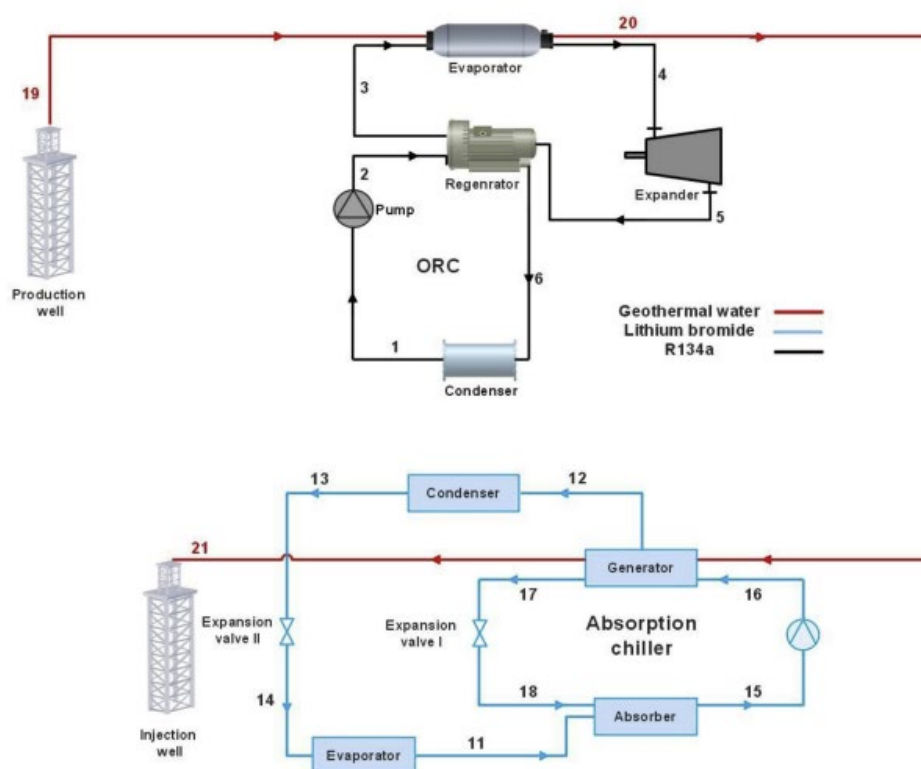 20
Evaporator
19
3
4
2
Regenrator
Expander
Pump
5
ORC
6
Production
well
Geothermal water
Lithium bromide
R134a
1
Condenser
13
Condenser
12
21
Generator
17
16
Expansion
valve II
Expansion
valve I
Absorption
chiller
14
18
15
Absorber
Injection
well
11
Evaporator